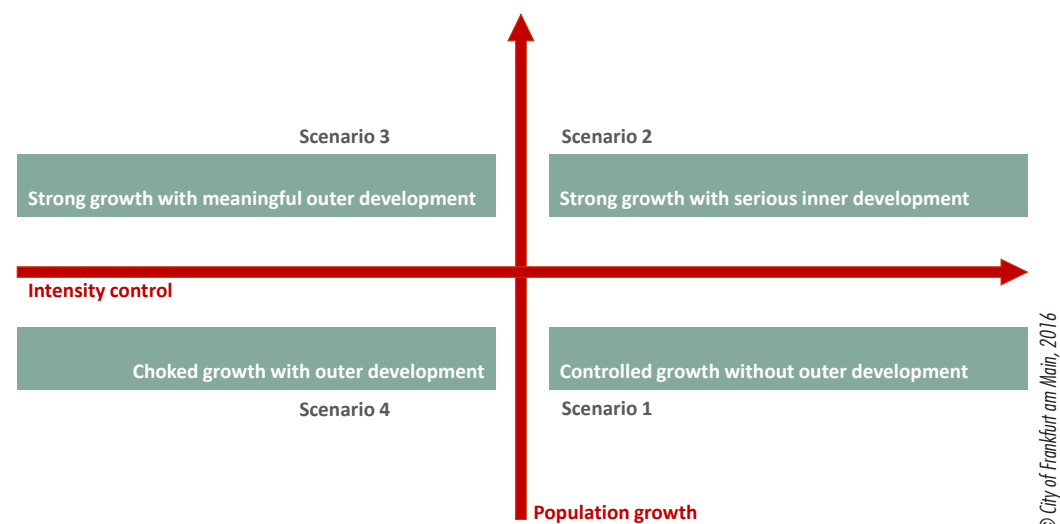 Scenario 3
Scenario 2
Strong growth with meaningful outer development
Strong growth with serious inner development
Intensity control
Choked growth with outer development
Controlled growth without outer development
Scenario 4
Scenario 1
Population growth
© City of Frankfurt am Main, 2016